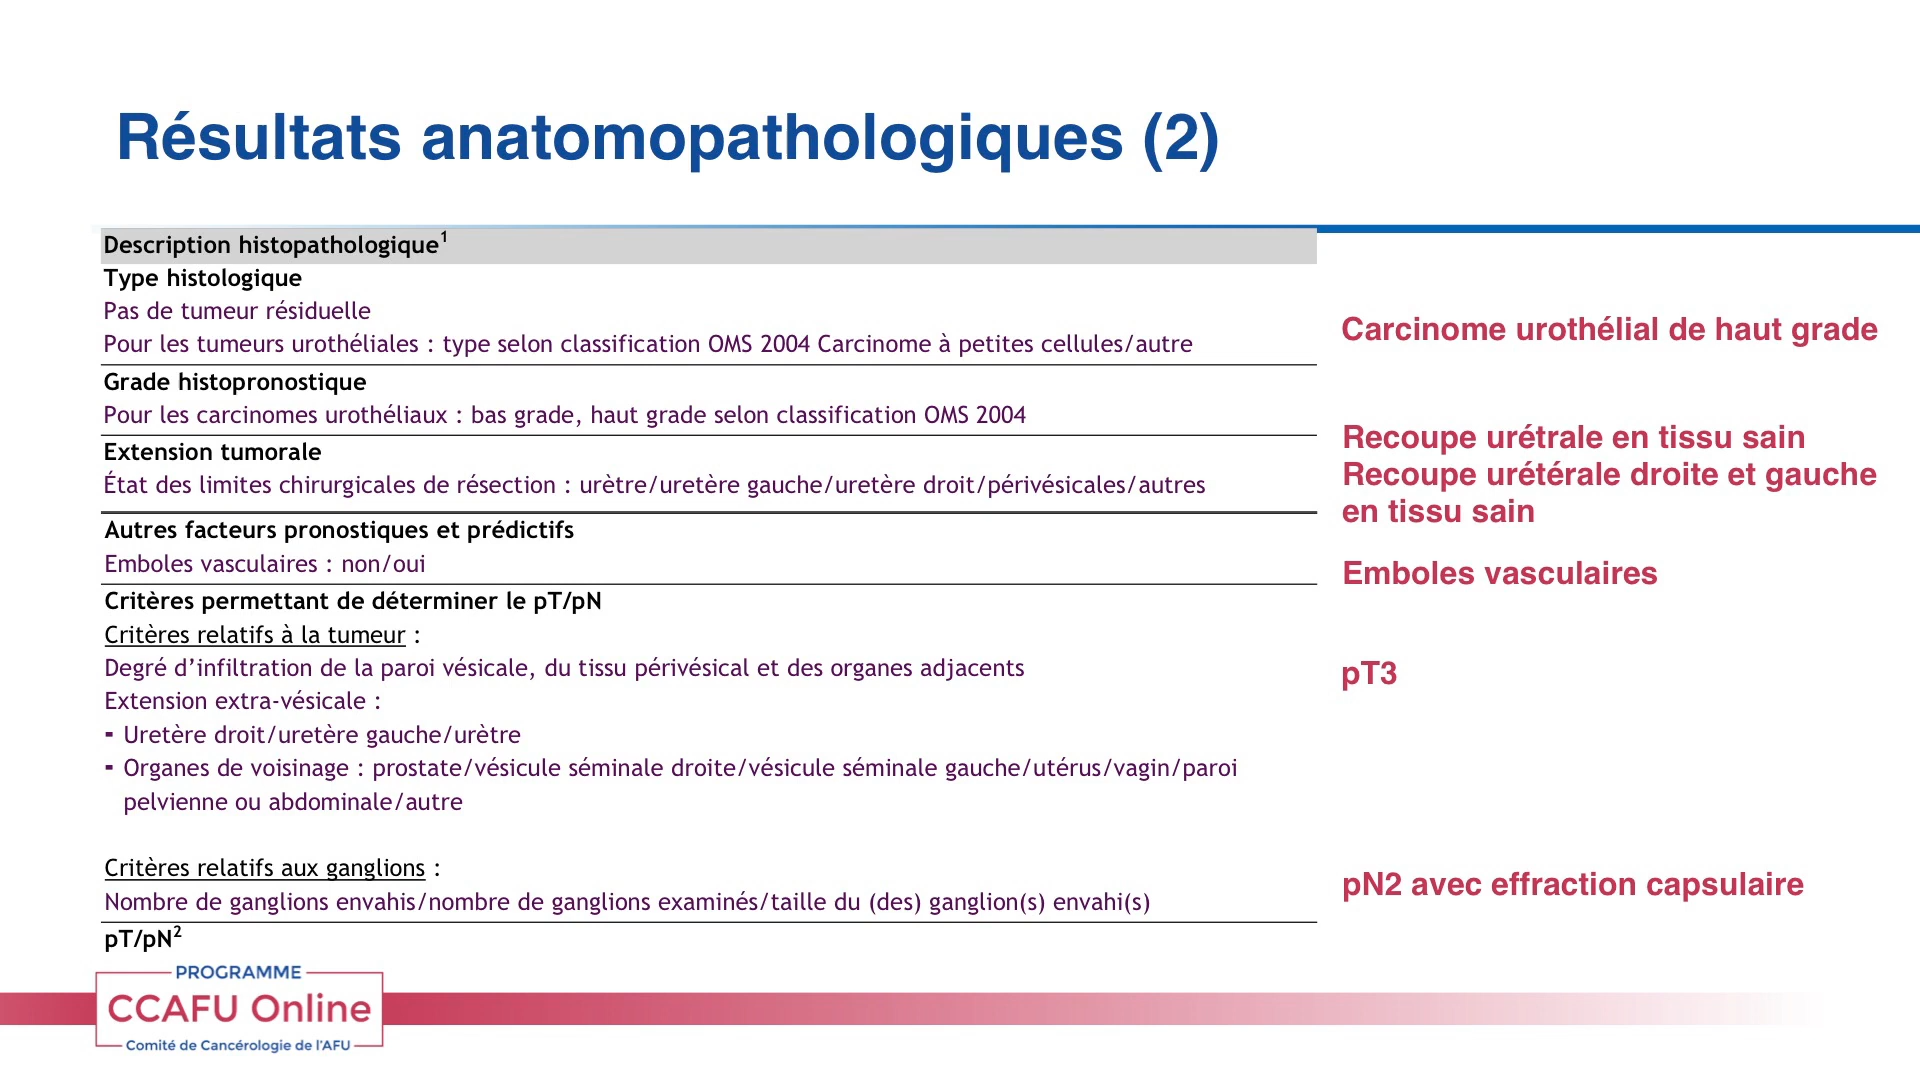 Résultats anatomopathologiques (2)
Description histopathologique¹
Type histologique
Pas de tumeur résiduelle
Pour les tumeurs urothéliales : type selon classification OMS 2004 Carcinome à petites cellules/autre
Carcinome urothélial de haut grade
Grade histopronostique
Pour les carcinomes urothéliaux : bas grade, haut grade selon classification OMS 2004
Extension tumorale
État des limites chirurgicales de résection : urètre/uretère gauche/uretère droit/périvésicales/autres
Recoupe urétrale en tissu sain
Recoupe urétérale droite et gauche
en tissu sain
Autres facteurs pronostiques et prédictifs
Emboles vasculaires : non/oui
Emboles vasculaires
Critères permettant de déterminer le pT/pN
Critères relatifs à la tumeur :
Degré d’infiltration de la paroi vésicale, du tissu périvésical et des organes adjacents
pT3
Extension extra-vésicale :
- Uretère droit/uretère gauche/urètre
- Organes de voisinage : prostate/vésicule séminale droite/vésicule séminale gauche/utérus/vagin/paroi
pelvienne ou abdominale/autre
Critères relatifs aux ganglions :
Nombre de ganglions envahis/nombre de ganglions examinés/taille du (des) ganglion(s) envahi(s)
pN2 avec effraction capsulaire
pT/pN²
PROGRAMME
CCAFU Online
Comité de Cancérologie de l’AFU